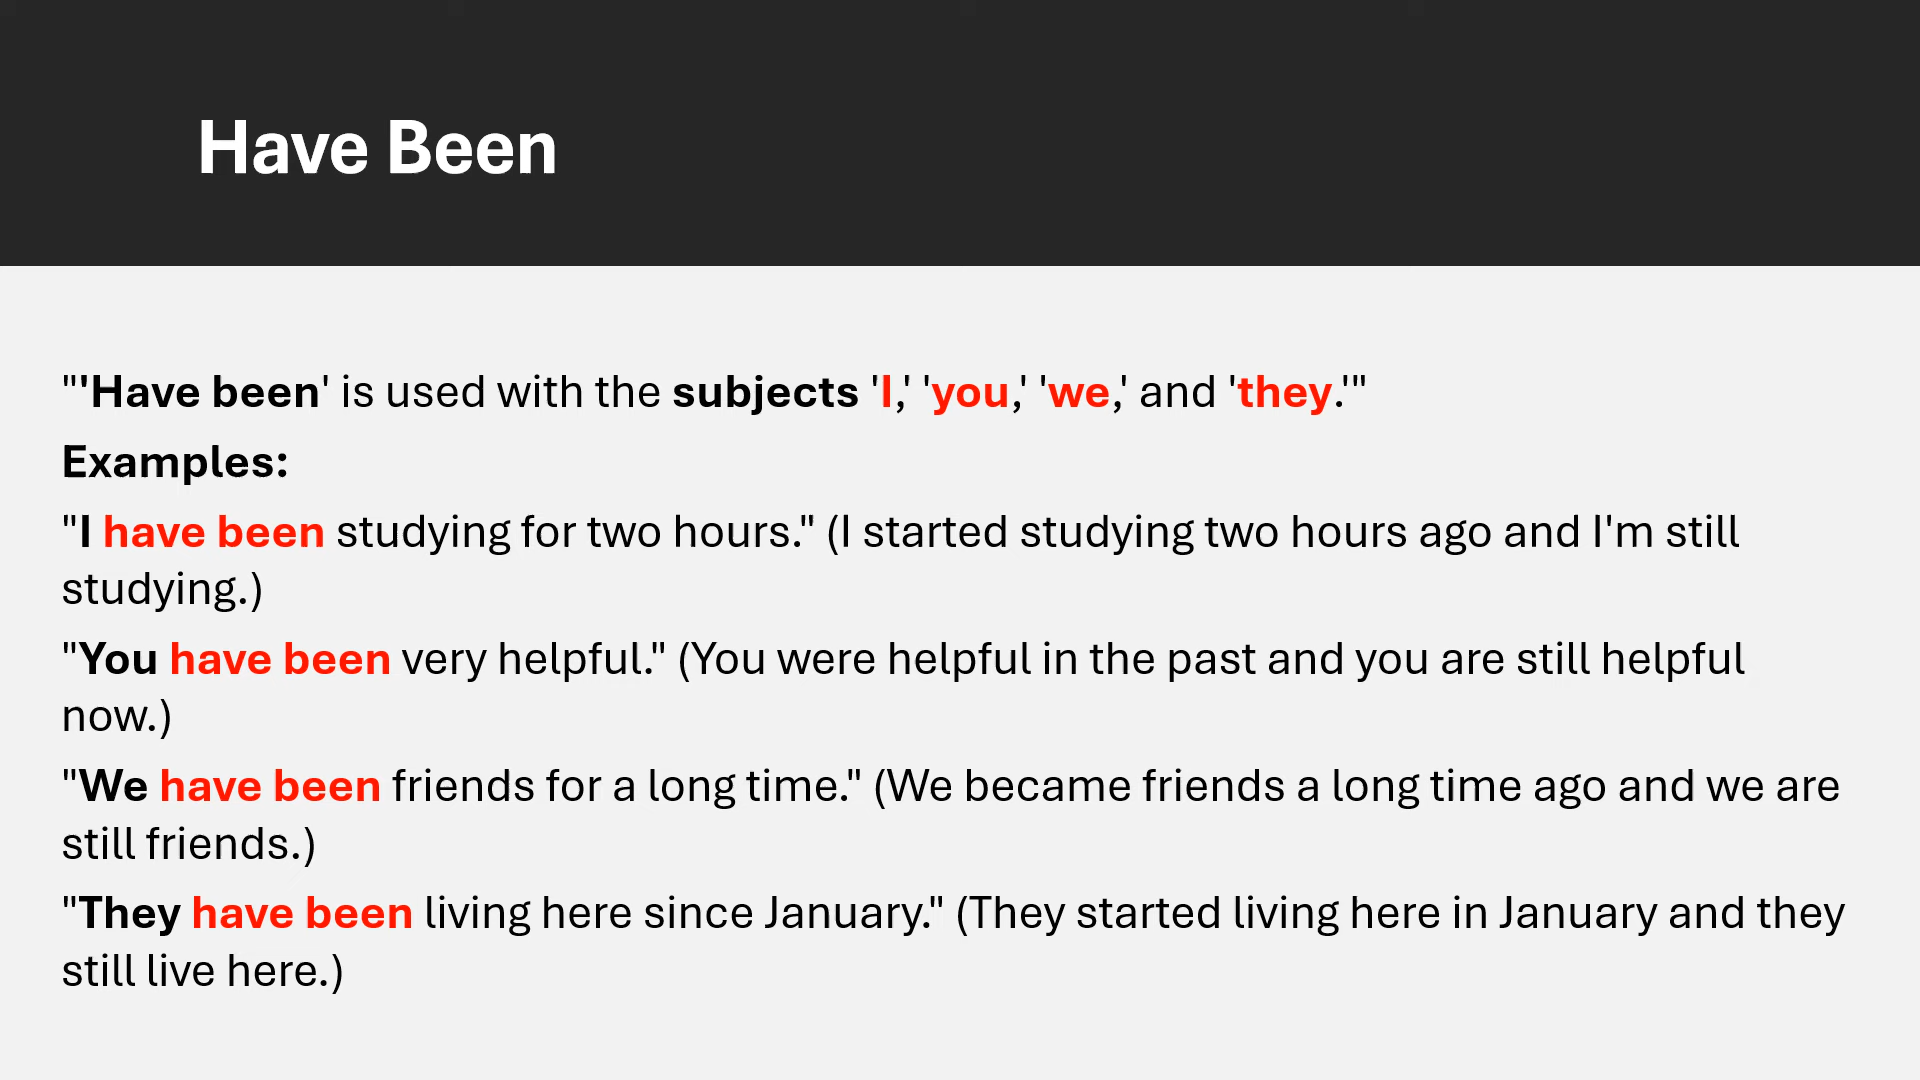 Have Been
"'Have been' is used with the subjects 'I,' 'you,' 'we,' and 'they.'"
Examples:
"I have been studying for two hours." (I started studying two hours ago and I'm still
studying.)
"You have been very helpful." (You were helpful in the past and you are still helpful
now.)
"We have been friends for a long time." (We became friends a long time ago and we are
still friends.)
"They have been living here since January." (They started living here in January and they
still live here.)